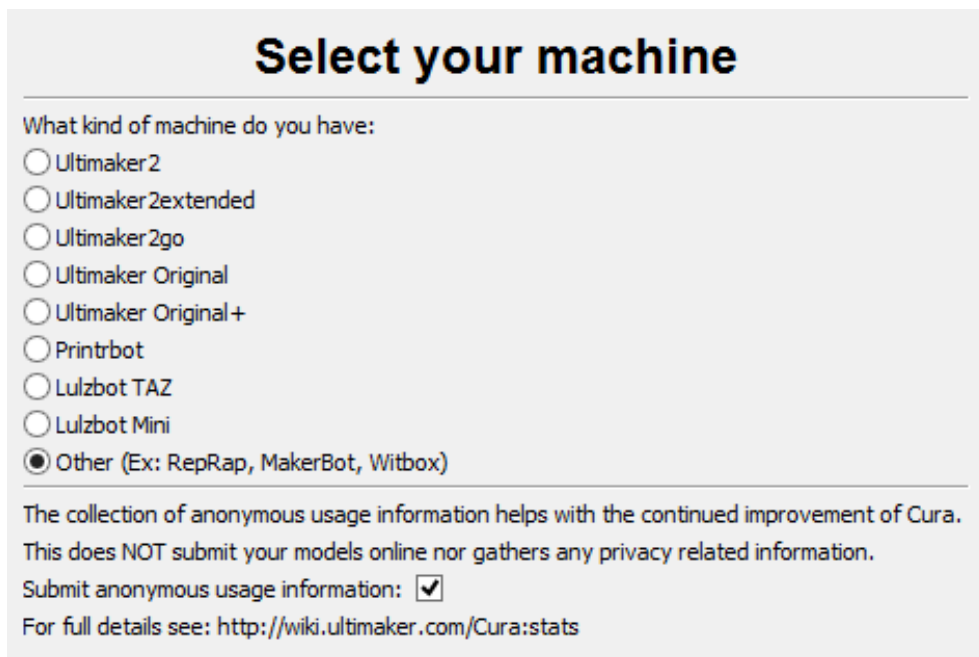 Select your machine
What kind of machine do you have:
Ultimaker2
Ultimaker2extended
Ultimaker2go
Ultimaker Original
Ultimaker Original+
Printrbot
Lulzbot TAZ
Lulzbot Mini
Other (Ex: RepRap, MakerBot, Witbox)
The collection of anonymous usage information helps with the continued improvement of Cura.
This does NOT submit your models online nor gathers any privacy related information.
Submit anonymous usage information:
For full details see: http://wiki.ultimaker.com/Cura:stats